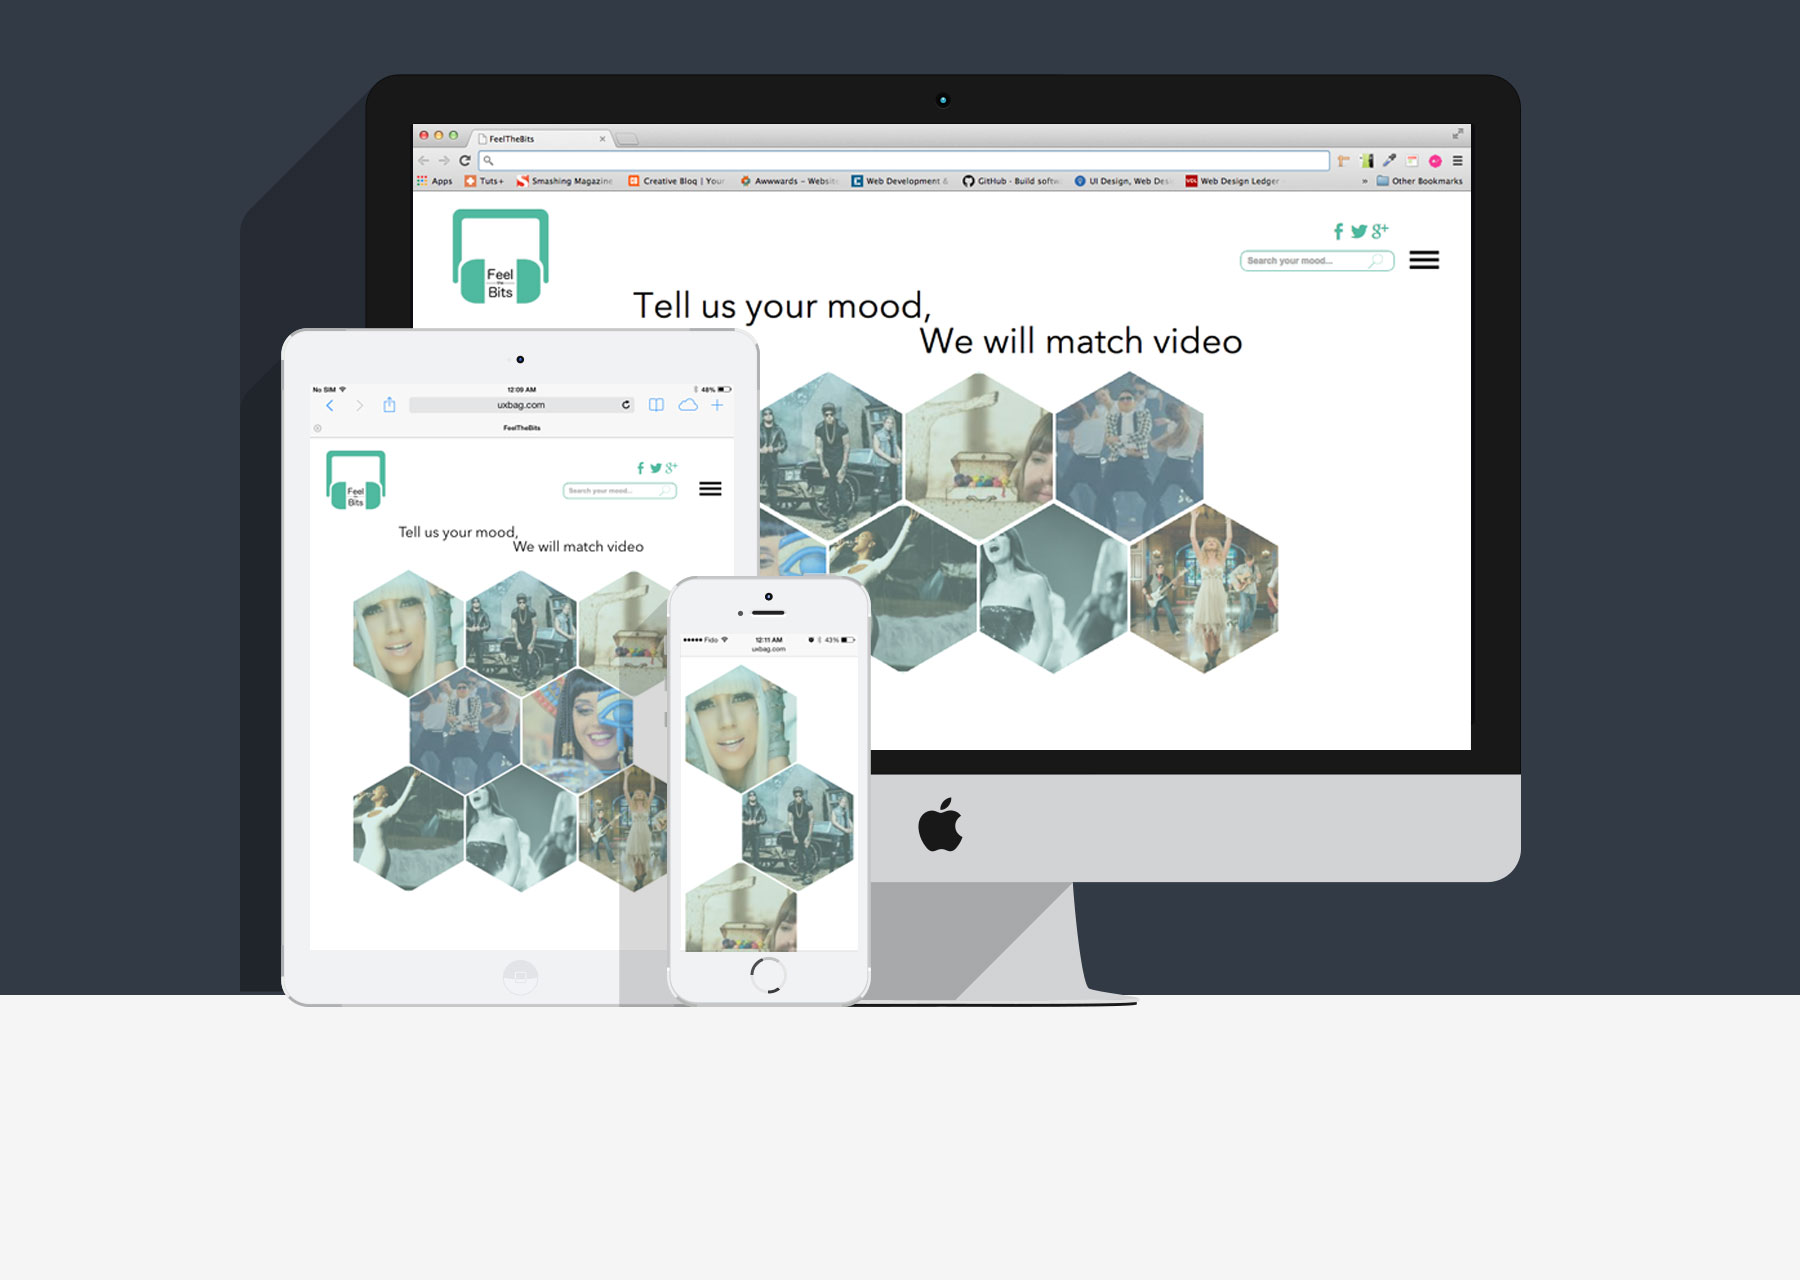 FeelTheBits
Apps Tuts+ Smashing Magazine Creative Bloq | Your Awwwards – Website Web Development & GitHub · Build softw UI Design, Web Des Web Design Ledger » Other Bookmarks
Feel
the
Bits
g+
Search your mood...
Tell us your mood,
We will match video
No SIM 12:09 AM 48%
uxbag.com
FeelTheBits
Feel
the
Bits
g+
Search your mood...
Tell us your mood,
We will match video
Fido 12:11 AM 43%
uxbag.com